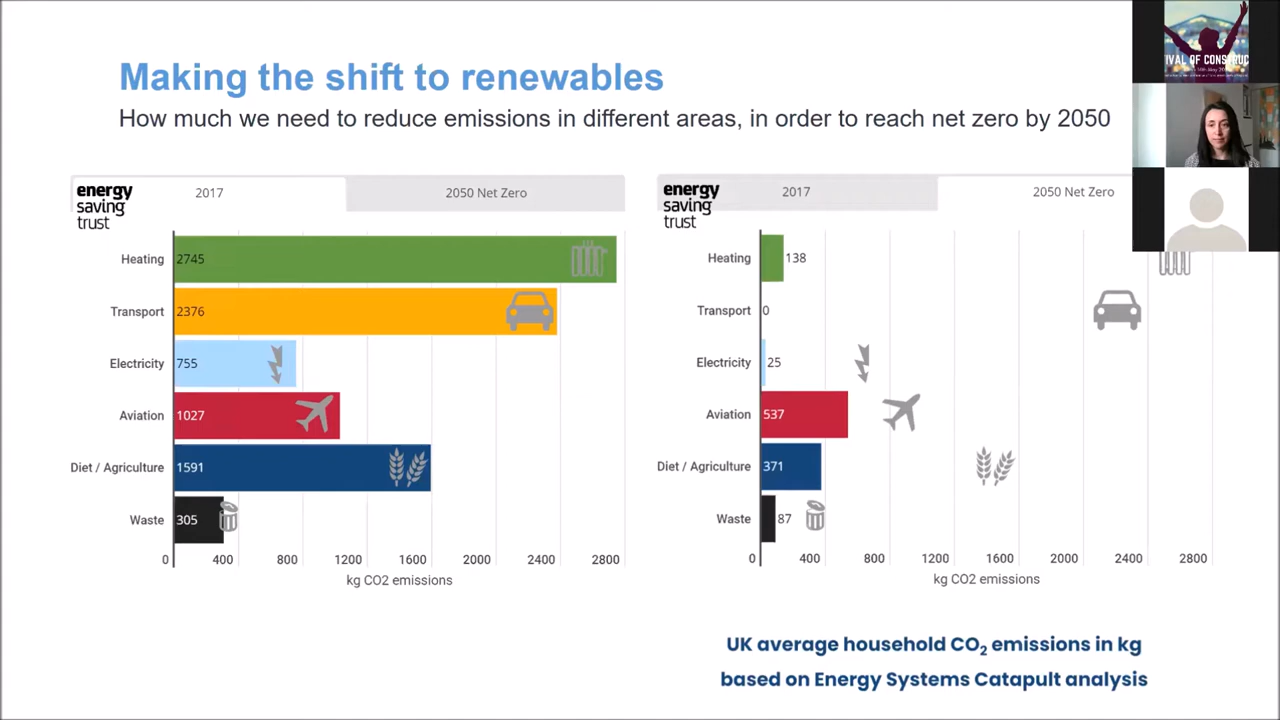 Making the shift to renewables
How much we need to reduce emissions in different areas, in order to reach net zero by 2050
energy
saving
trust
2017
2050 Net Zero
Heating
2745
Transport
2376
Electricity
755
Aviation
1027
Diet / Agriculture
1591
Waste
305
0 400 800 1200 1600 2000 2400 2800
kg CO2 emissions
energy
saving
trust
2017
2050 Net Zero
Heating
138
Transport
0
Electricity
25
Aviation
537
Diet / Agriculture
371
Waste
87
0 400 800 1200 1600 2000 2400 2800
kg CO2 emissions
UK average household CO₂ emissions in kg
based on Energy Systems Catapult analysis
IVAL OF CONSTRUC